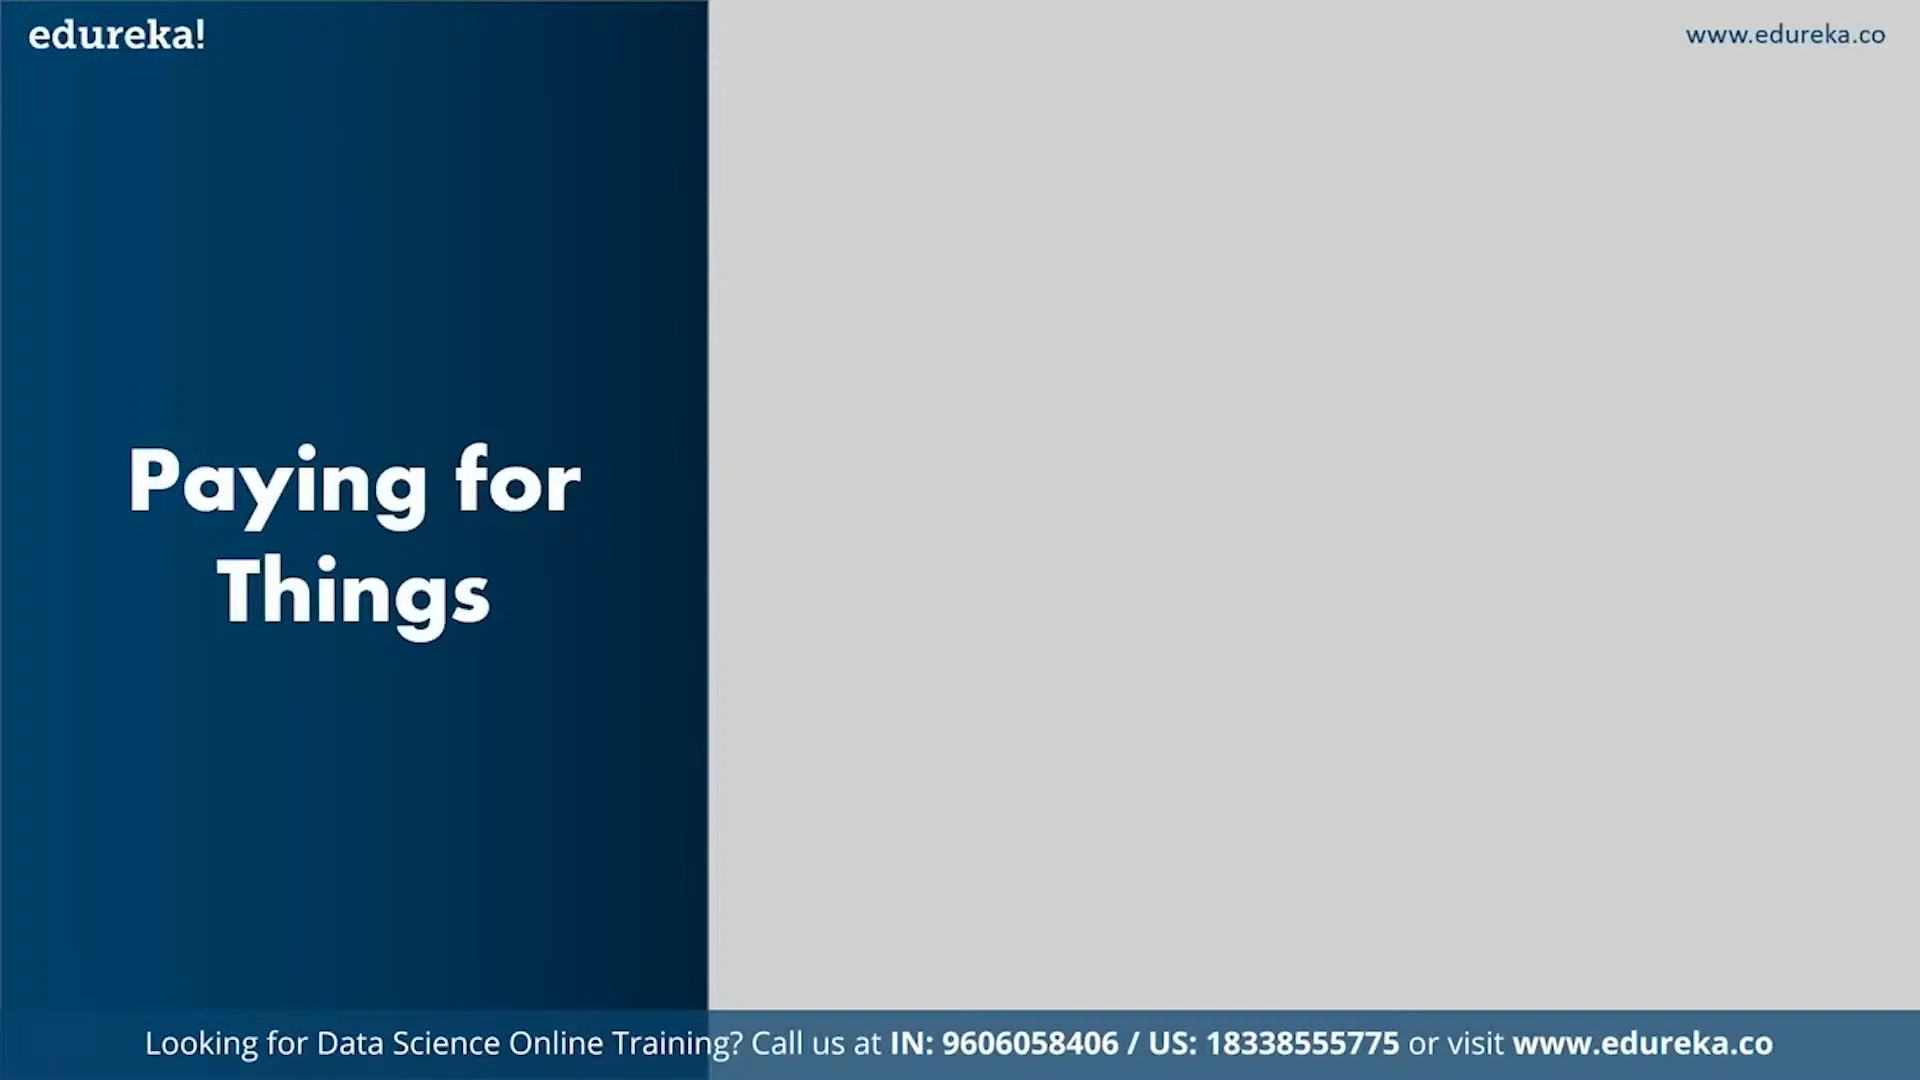 edureka!
www.edureka.co
Paying for
Things
Looking for Data Science Online Training? Call us at IN: 9606058406 / US: 18338555775 or visit www.edureka.co